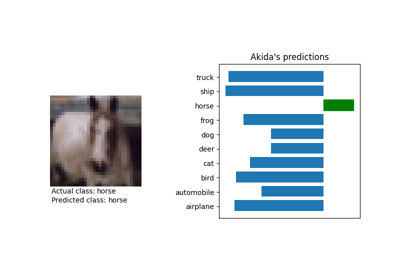 Akida's predictions
truck
ship
horse
frog
dog
deer
cat
bird
automobile
airplane
Actual class: horse
Predicted class: horse